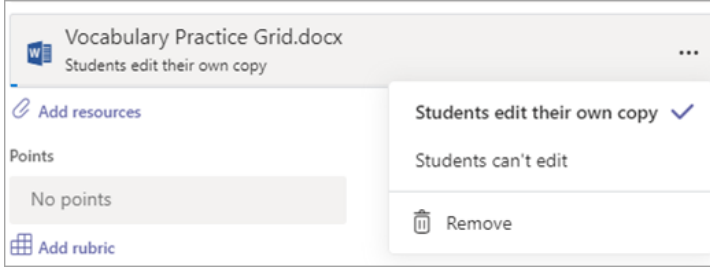 Vocabulary Practice Grid.docx
Students edit their own copy
Add resources
Points
No points
Add rubric
Students edit their own copy
Students can't edit
Remove